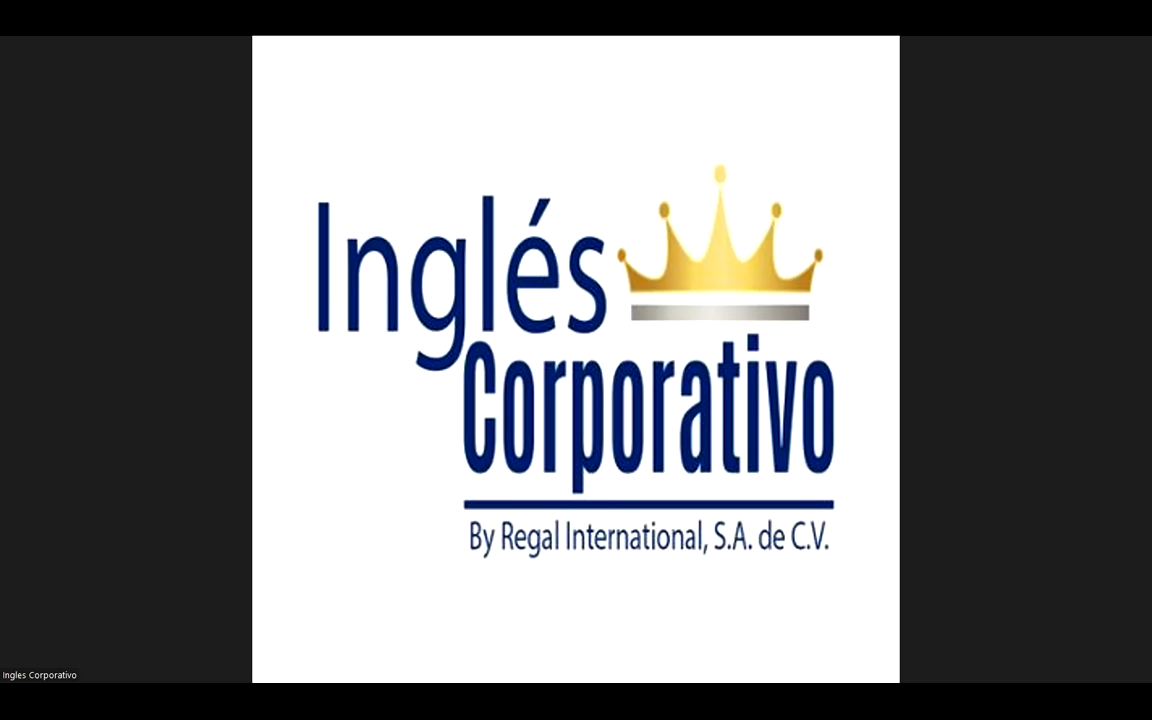 Inglés
Corporativo
By Regal International, S.A. de C.V.
Ingles Corporativo